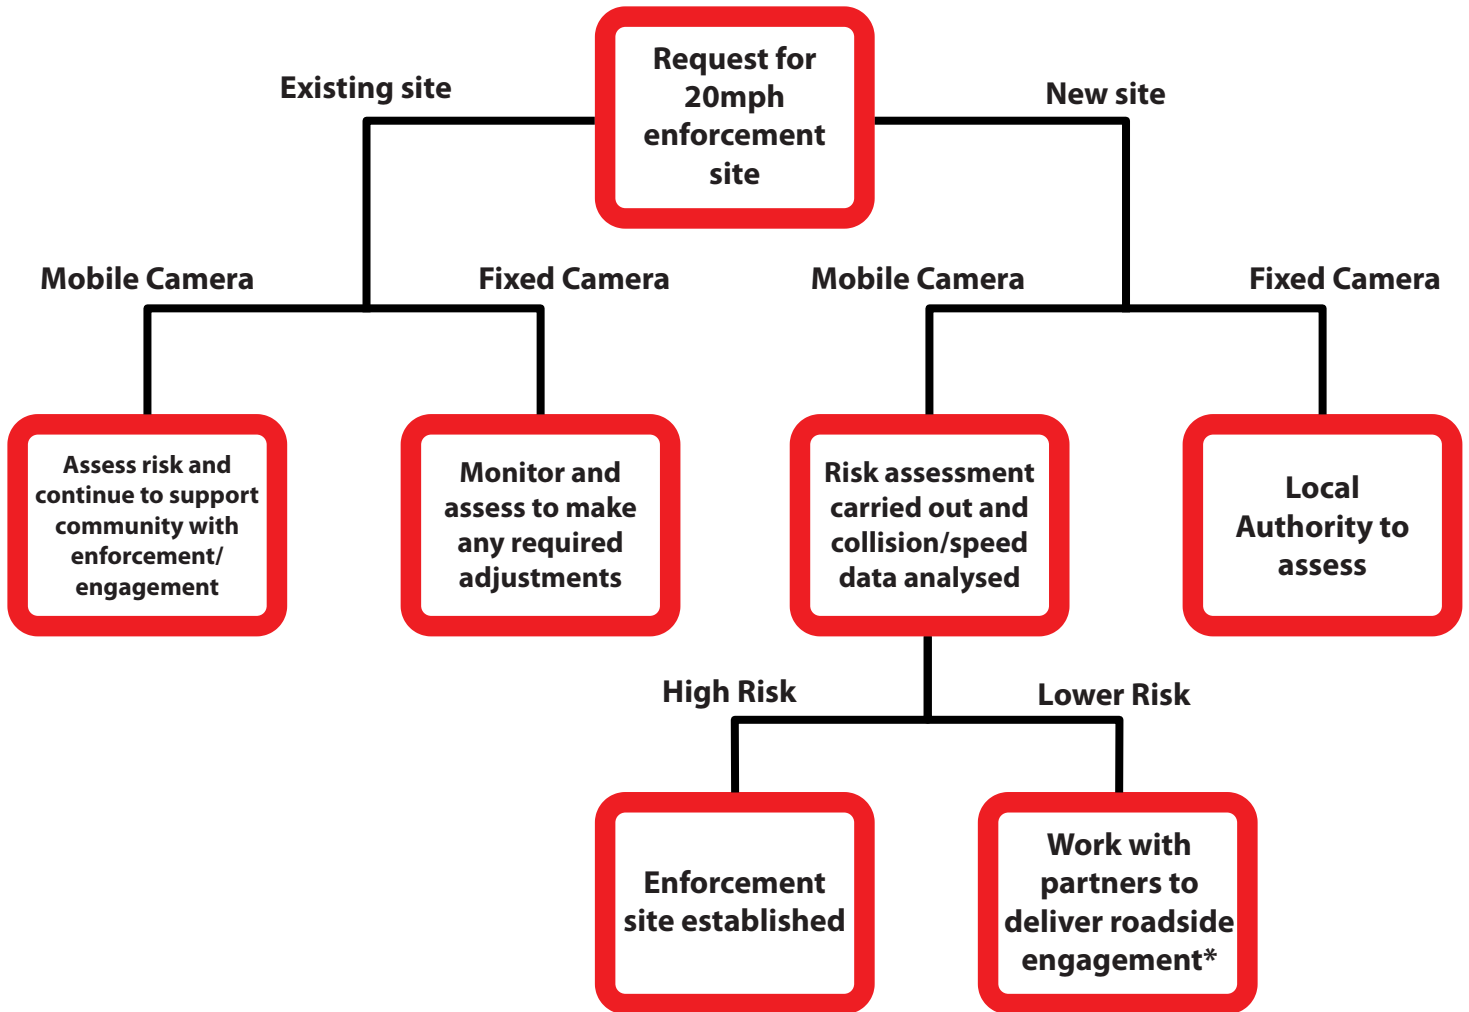 Request for
20mph
enforcement
site
Existing site
New site
Mobile Camera
Fixed Camera
Mobile Camera
Fixed Camera
Assess risk and
continue to support
community with
enforcement/
engagement
Monitor and
assess to make
any required
adjustments
Risk assessment
carried out and
collision/speed
data analysed
Local
Authority to
assess
High Risk
Lower Risk
Enforcement
site established
Work with
partners to
deliver roadside
engagement*